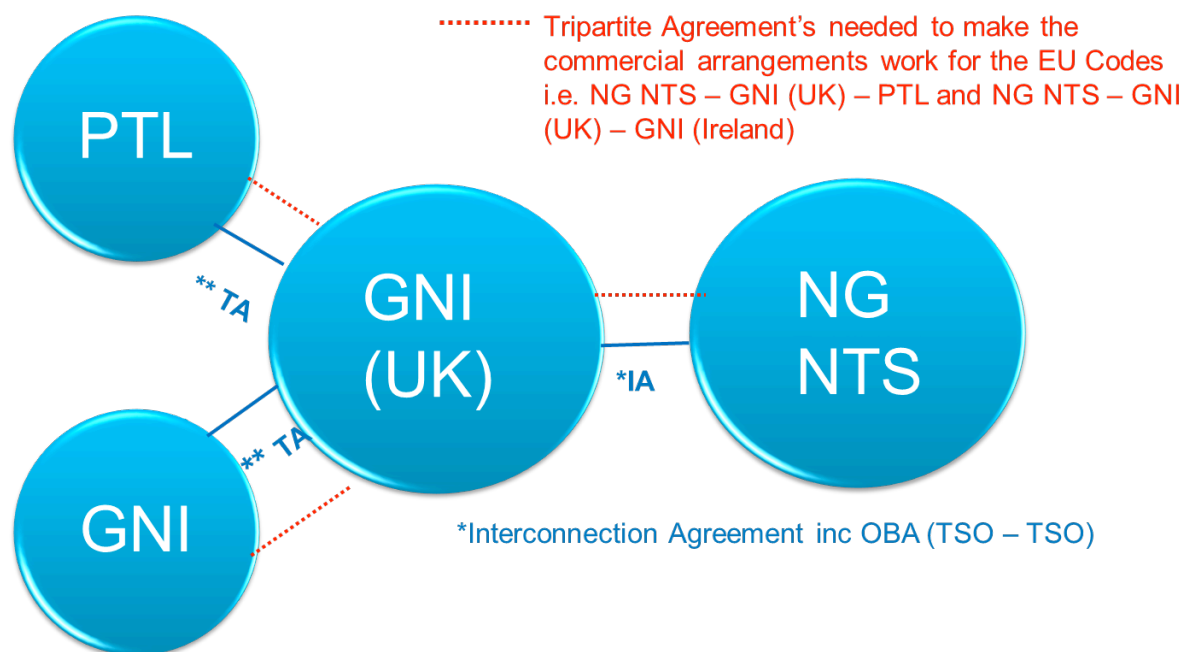 Tripartite Agreement's needed to make the
commercial arrangements work for the EU Codes
i.e. NG NTS – GNI (UK) – PTL and NG NTS – GNI
(UK) – GNI (Ireland)
PTL
** TA
GNI
(UK)
NG
NTS
*IA
** TA
GNI
*Interconnection Agreement inc OBA (TSO – TSO)